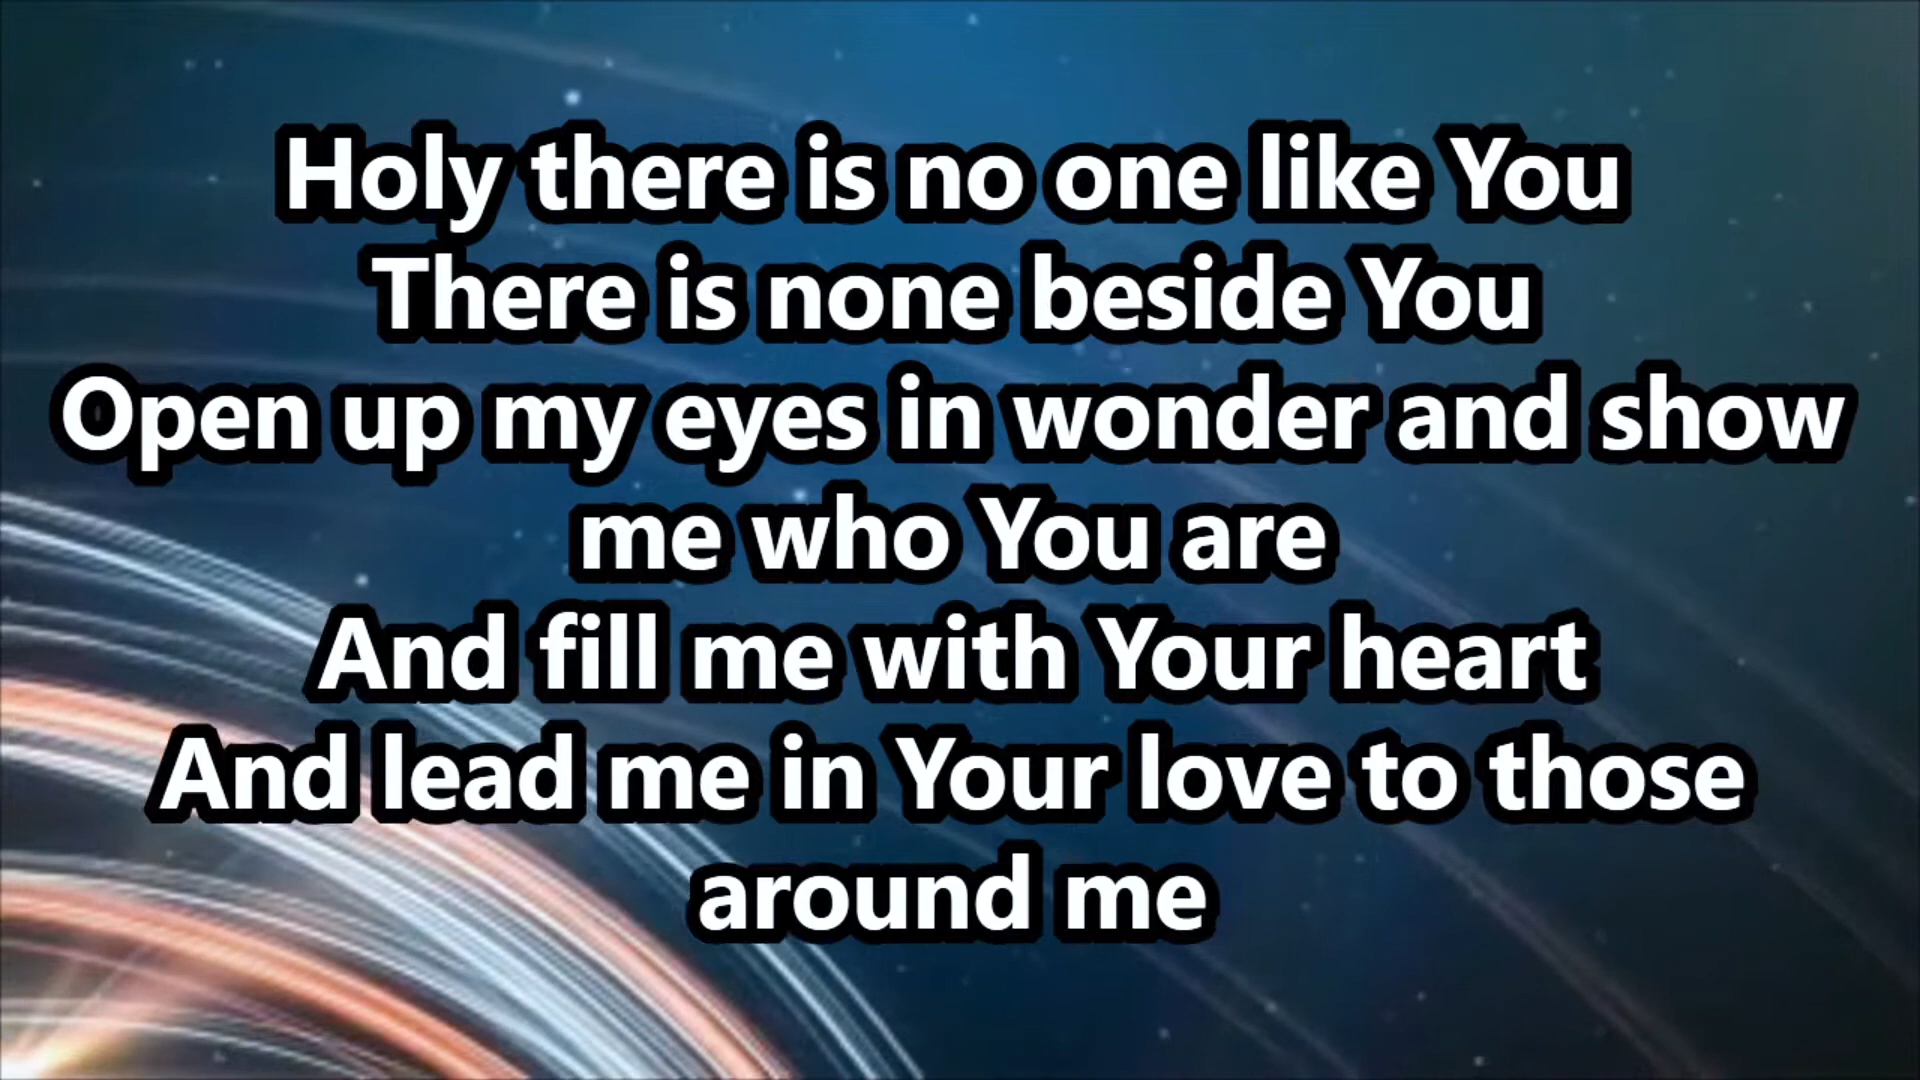 Holy there is no one like You
There is none beside You
Open up my eyes in wonder and show
me who You are
And fill me with Your heart
And lead me in Your love to those
around me